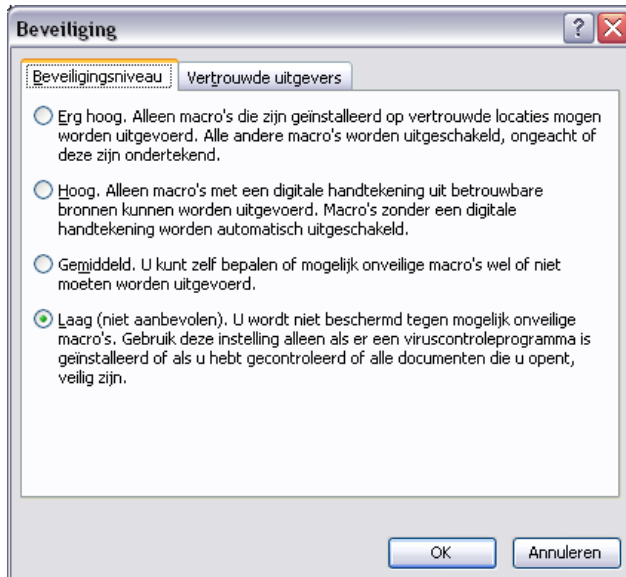 Beveiliging
Beveiligingsniveau
Vertrouwde uitgevers
Erg hoog. Alleen macro's die zijn geïnstalleerd op vertrouwde locaties mogen
worden uitgevoerd. Alle andere macro's worden uitgeschakeld, ongeacht of
deze zijn ondertekend.
Hoog. Alleen macro's met een digitale handtekening uit betrouwbare
bronnen kunnen worden uitgevoerd. Macro's zonder een digitale
handtekening worden automatisch uitgeschakeld.
Gemiddeld. U kunt zelf bepalen of mogelijk onveilige macro's wel of niet
moeten worden uitgevoerd.
Laag (niet aanbevolen). U wordt niet beschermd tegen mogelijk onveilige
macro's. Gebruik deze instelling alleen als er een viruscontroleprogramma is
geïnstalleerd of als u hebt gecontroleerd of alle documenten die u opent,
veilig zijn.
OK
Annuleren